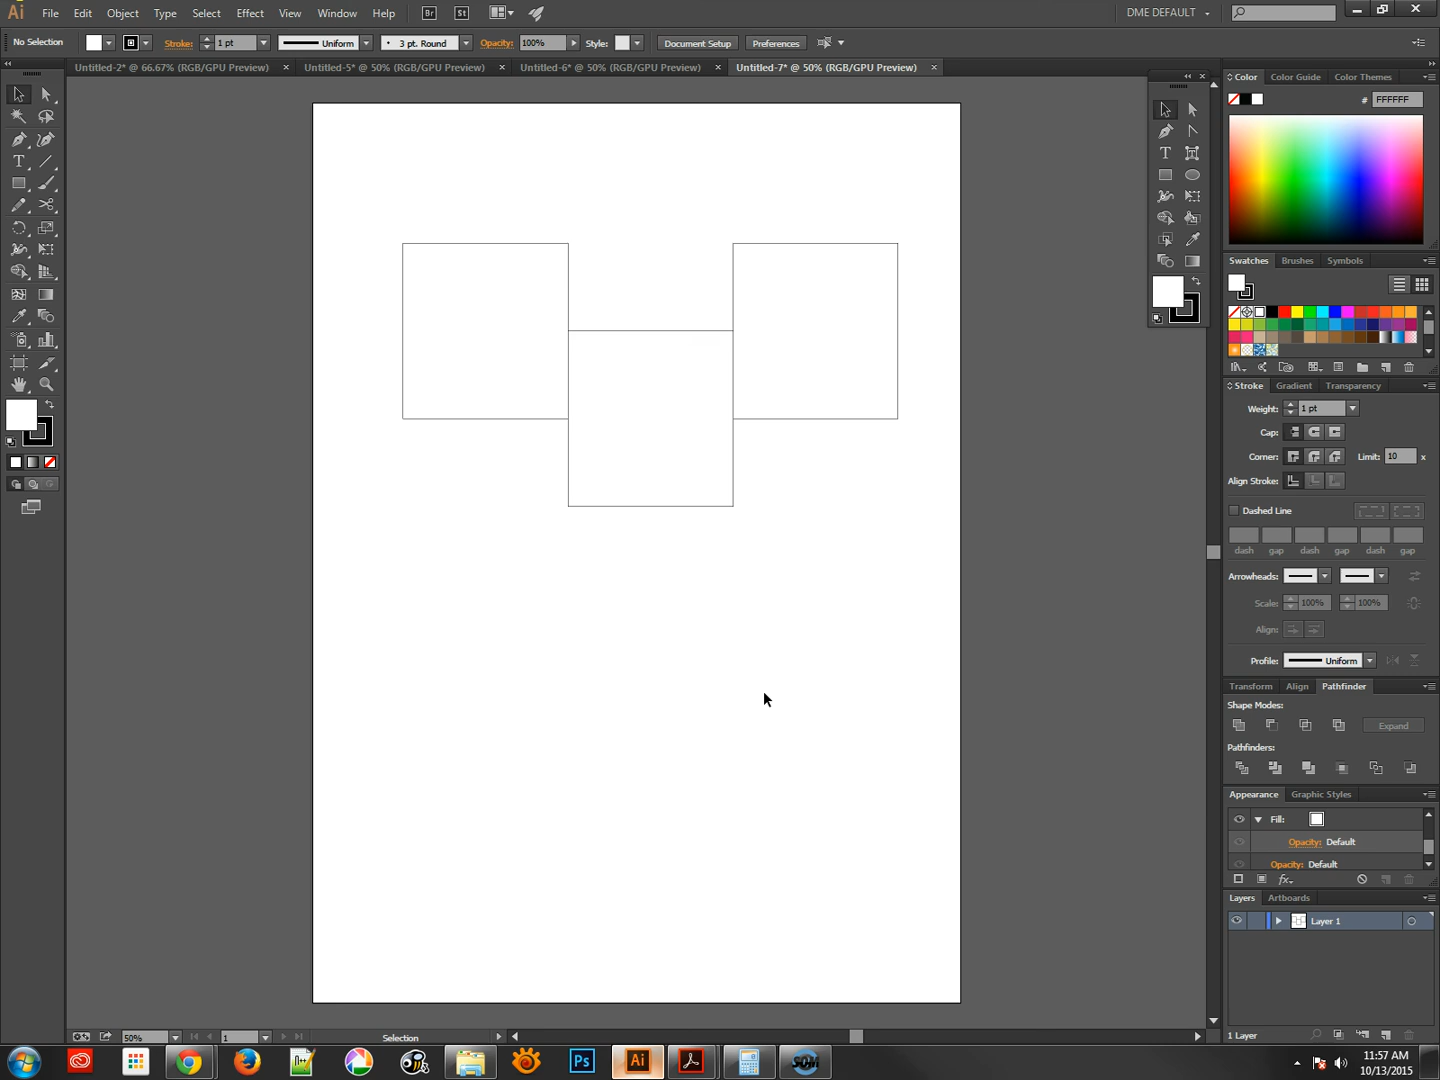 Ai File Edit Object Type Select Effect View Window Help Br St DME DEFAULT
No Selection Stroke: 1 pt Uniform 3 pt. Round Opacity: 100% Style: Document Setup Preferences
Untitled-2* @ 66.67% (RGB/GPU Preview) Untitled-5* @ 50% (RGB/GPU Preview) Untitled-6* @ 50% (RGB/GPU Preview) Untitled-7* @ 50% (RGB/GPU Preview)
Color Color Guide Color Themes
# FFFFFF
Swatches Brushes Symbols
Stroke Gradient Transparency
Weight: 1 pt
Cap:
Corner: Limit: 10 x
Align Stroke:
Dashed Line
dash gap dash gap dash gap
Arrowheads:
Scale: 100% 100%
Align:
Profile: Uniform
Transform Align Pathfinder
Shape Modes:
Expand
Pathfinders:
Appearance Graphic Styles
Fill:
Opacity: Default
Opacity: Default
fx
Layers Artboards
Layer 1
1 Layer
50% 1 Selection
Ps Ai
11:57 AM
10/13/2015